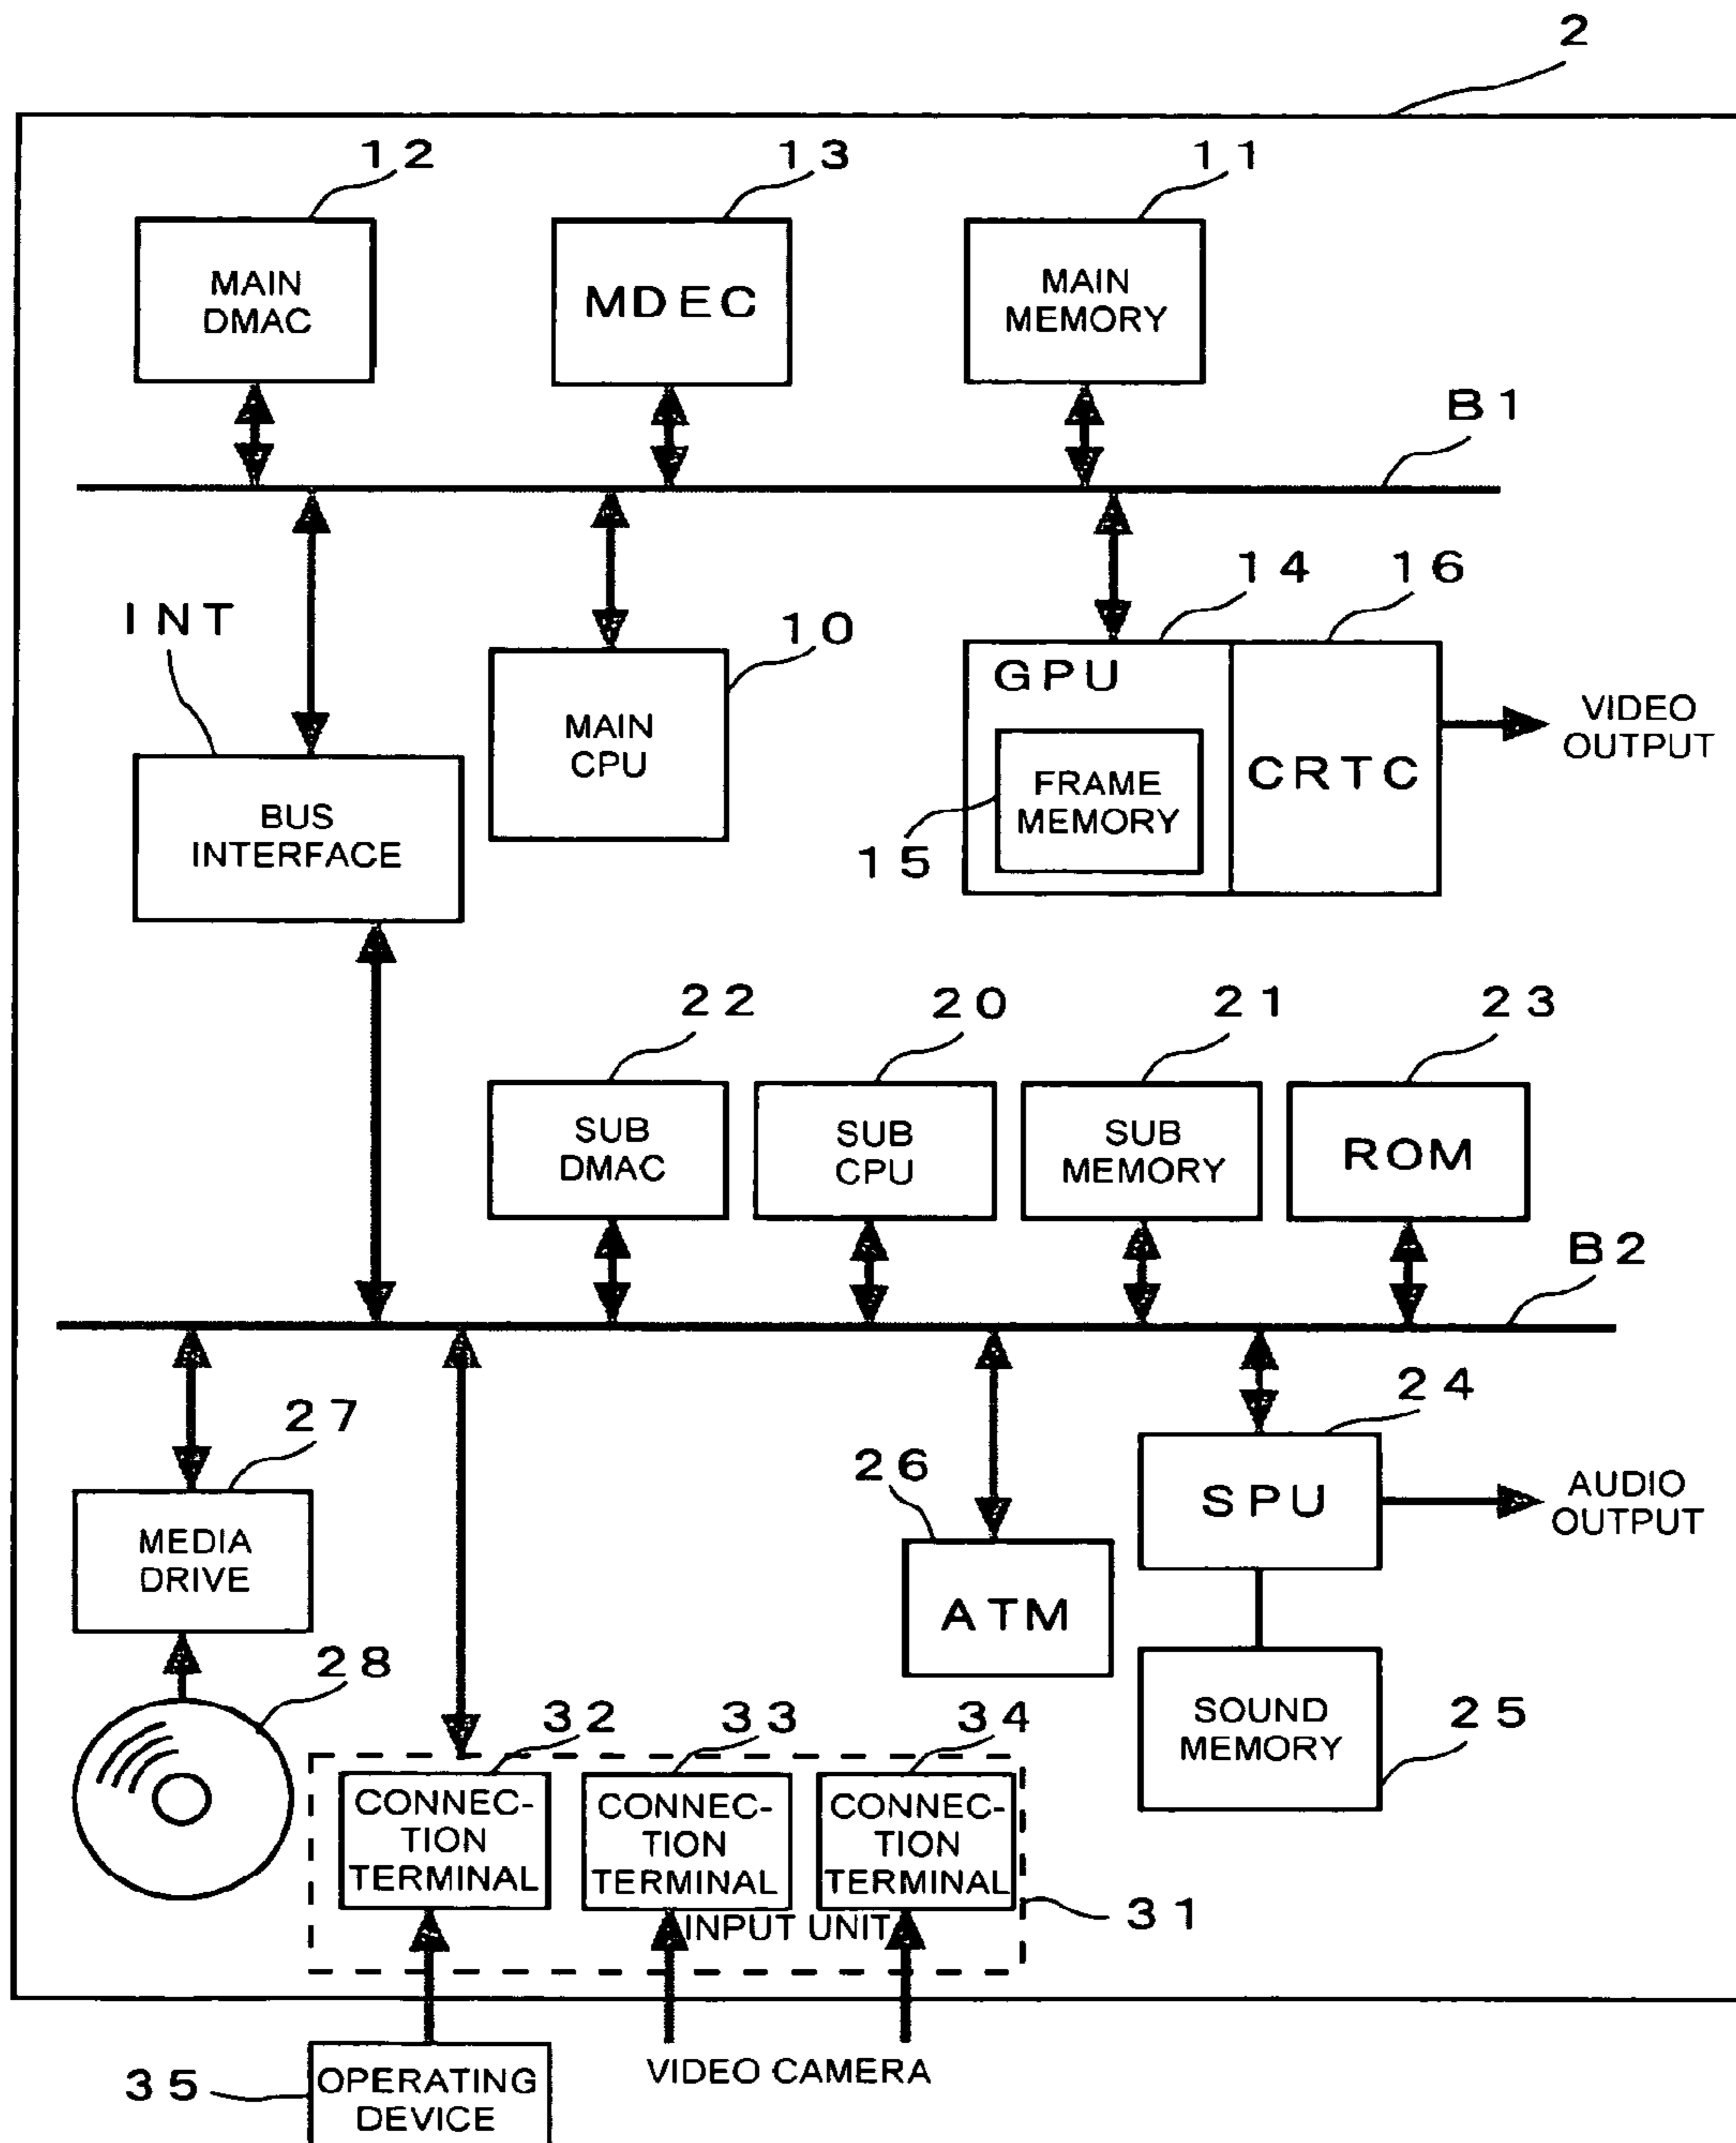 2
12
13
11
MAIN
DMAC
MDEC
MAIN
MEMORY
B1
INT
10
14
16
MAIN
CPU
GPU
FRAME
MEMORY
15
CRTC
VIDEO
OUTPUT
BUS
INTERFACE
22
20
21
23
SUB
DMAC
SUB
CPU
SUB
MEMORY
ROM
B2
27
26
24
MEDIA
DRIVE
ATM
SPU
AUDIO
OUTPUT
28
SOUND
MEMORY
25
32
33
34
CONNEC-
TION
TERMINAL
CONNEC-
TION
TERMINAL
CONNEC-
TION
TERMINAL
INPUT UNIT
31
35
OPERATING
DEVICE
VIDEO CAMERA